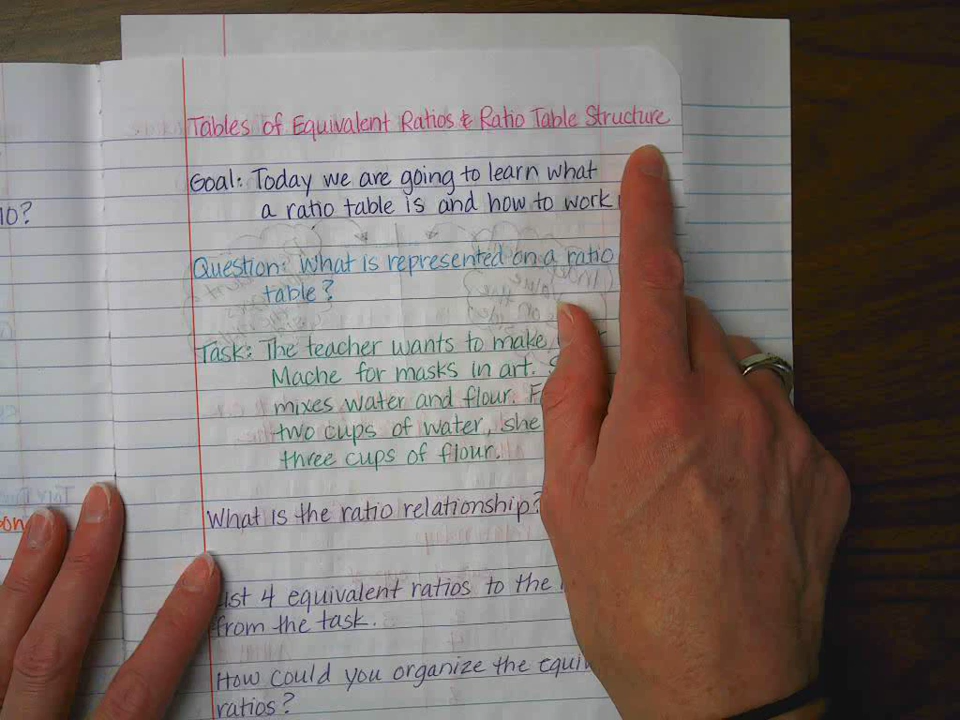 Tables of Equivalent Ratios & Ratio Table Structure
Goal: Today we are going to learn what
a ratio table is and how to work
10?
Question: What is represented on a ratio
table?
Task: The teacher wants to make
Mache for masks in art.
mixes water and flour.
two cups of water, she
three cups of flour.
What is the ratio relationship?
List 4 equivalent ratios to the
from the task.
How could you organize the
ratios?